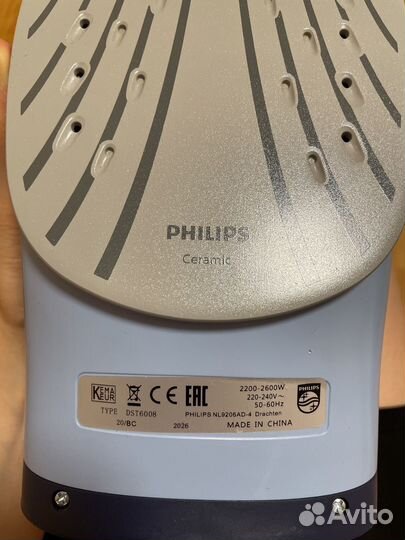 PHILIPS
Ceramic
KEMA EUR CE EAC 2200-2600W PHILIPS
220-240V~
50-60Hz
TYPE DST6008 PHILIPS NL9206AD-4 Drachten
20/BC 2026 MADE IN CHINA
Avito